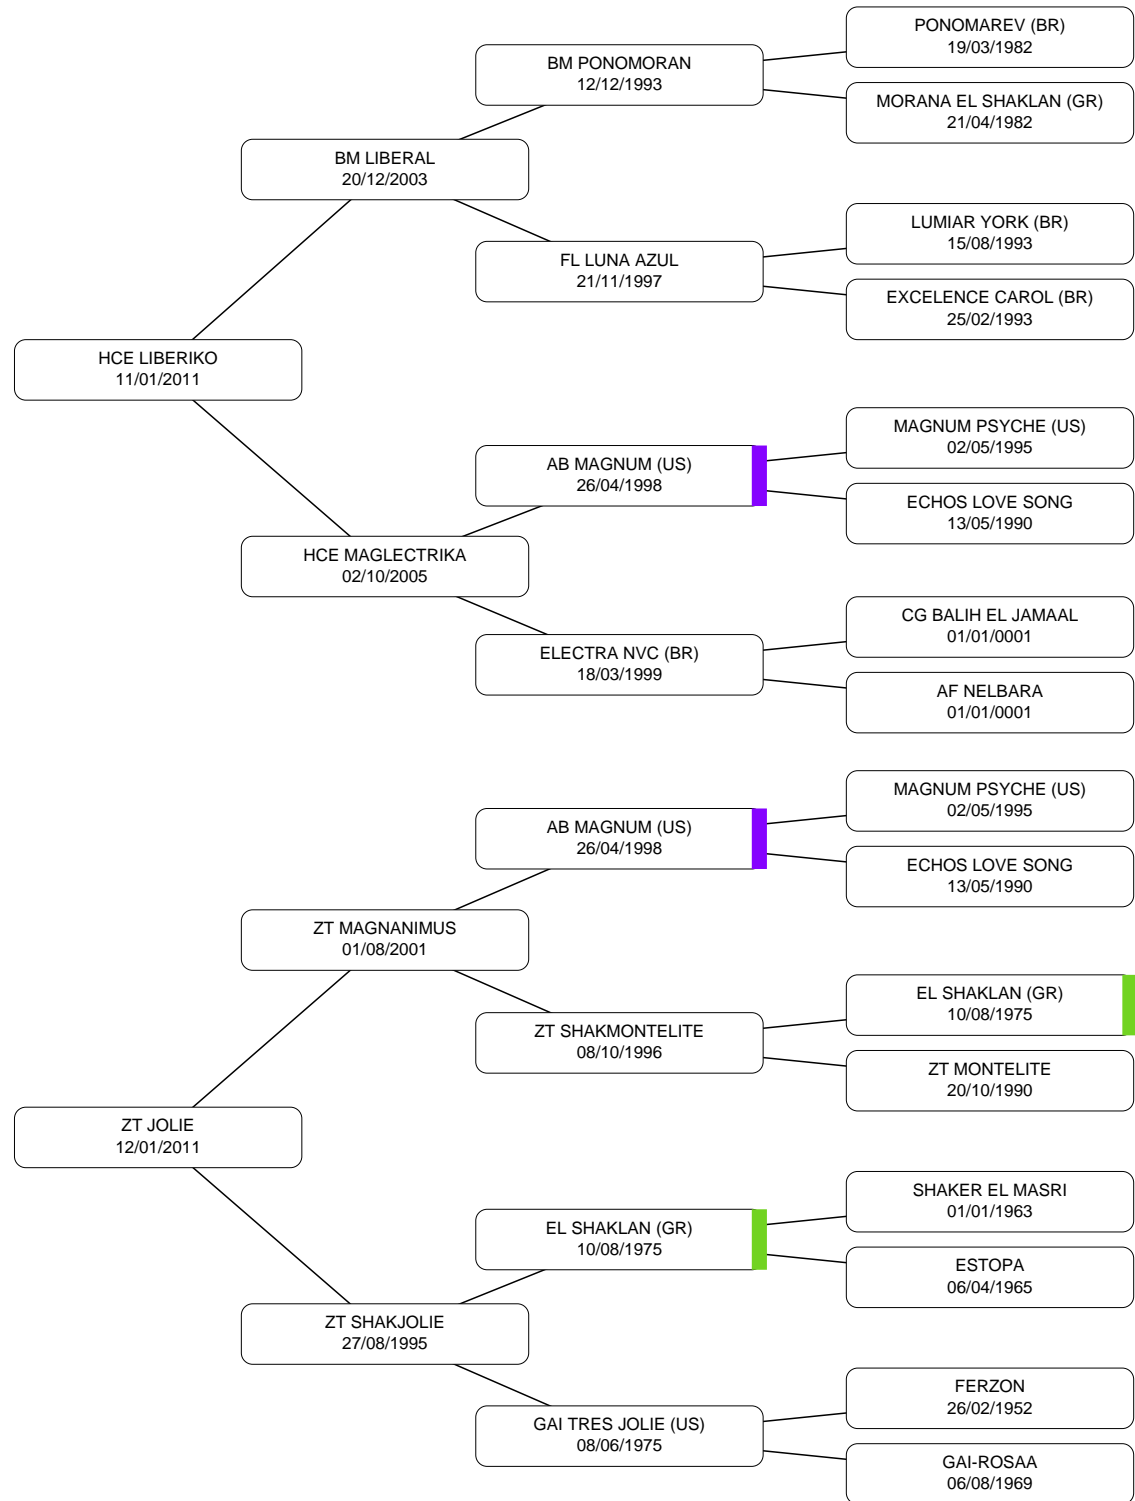 PONOMAREV (BR)
19/03/1982
BM PONOMORAN
12/12/1993
MORANA EL SHAKLAN (GR)
21/04/1982
BM LIBERAL
20/12/2003
LUMIAR YORK (BR)
15/08/1993
FL LUNA AZUL
21/11/1997
EXCELENCE CAROL (BR)
25/02/1993
HCE LIBERIKO
11/01/2011
MAGNUM PSYCHE (US)
02/05/1995
AB MAGNUM (US)
26/04/1998
ECHOS LOVE SONG
13/05/1990
HCE MAGLECTRIKA
02/10/2005
CG BALIH EL JAMAAL
01/01/0001
ELECTRA NVC (BR)
18/03/1999
AF NELBARA
01/01/0001
MAGNUM PSYCHE (US)
02/05/1995
AB MAGNUM (US)
26/04/1998
ECHOS LOVE SONG
13/05/1990
ZT MAGNANIMUS
01/08/2001
EL SHAKLAN (GR)
10/08/1975
ZT SHAKMONTELITE
08/10/1996
ZT MONTELITE
20/10/1990
ZT JOLIE
12/01/2011
SHAKER EL MASRI
01/01/1963
EL SHAKLAN (GR)
10/08/1975
ESTOPA
06/04/1965
ZT SHAKJOLIE
27/08/1995
FERZON
26/02/1952
GAI TRES JOLIE (US)
08/06/1975
GAI-ROSAA
06/08/1969